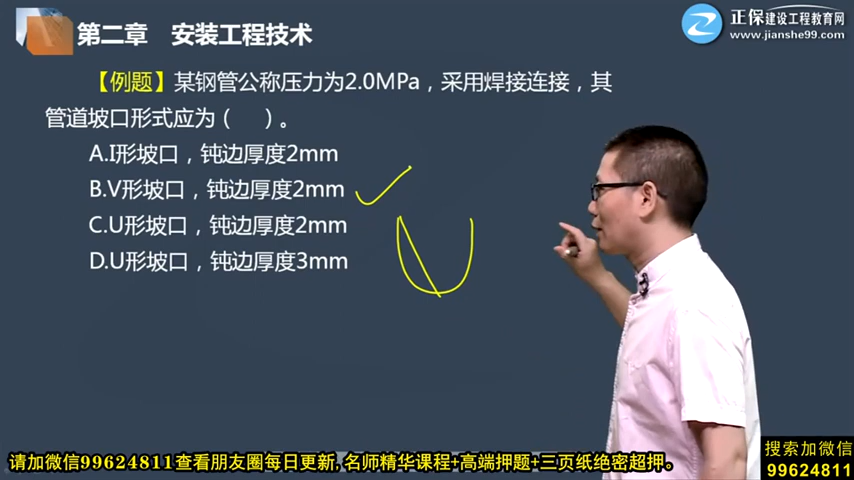 第二章 安装工程技术
正保建设工程教育网
www.jianshe99.com
【例题】某钢管公称压力为2.0MPa，采用焊接连接，其
管道坡口形式应为（ ）。
A.I形坡口，钝边厚度2mm
B.V形坡口，钝边厚度2mm
C.U形坡口，钝边厚度2mm
D.U形坡口，钝边厚度3mm
请加微信99624811查看朋友圈每日更新,名师精华课程+高端押题+三页纸绝密超押。
搜索加微信
99624811